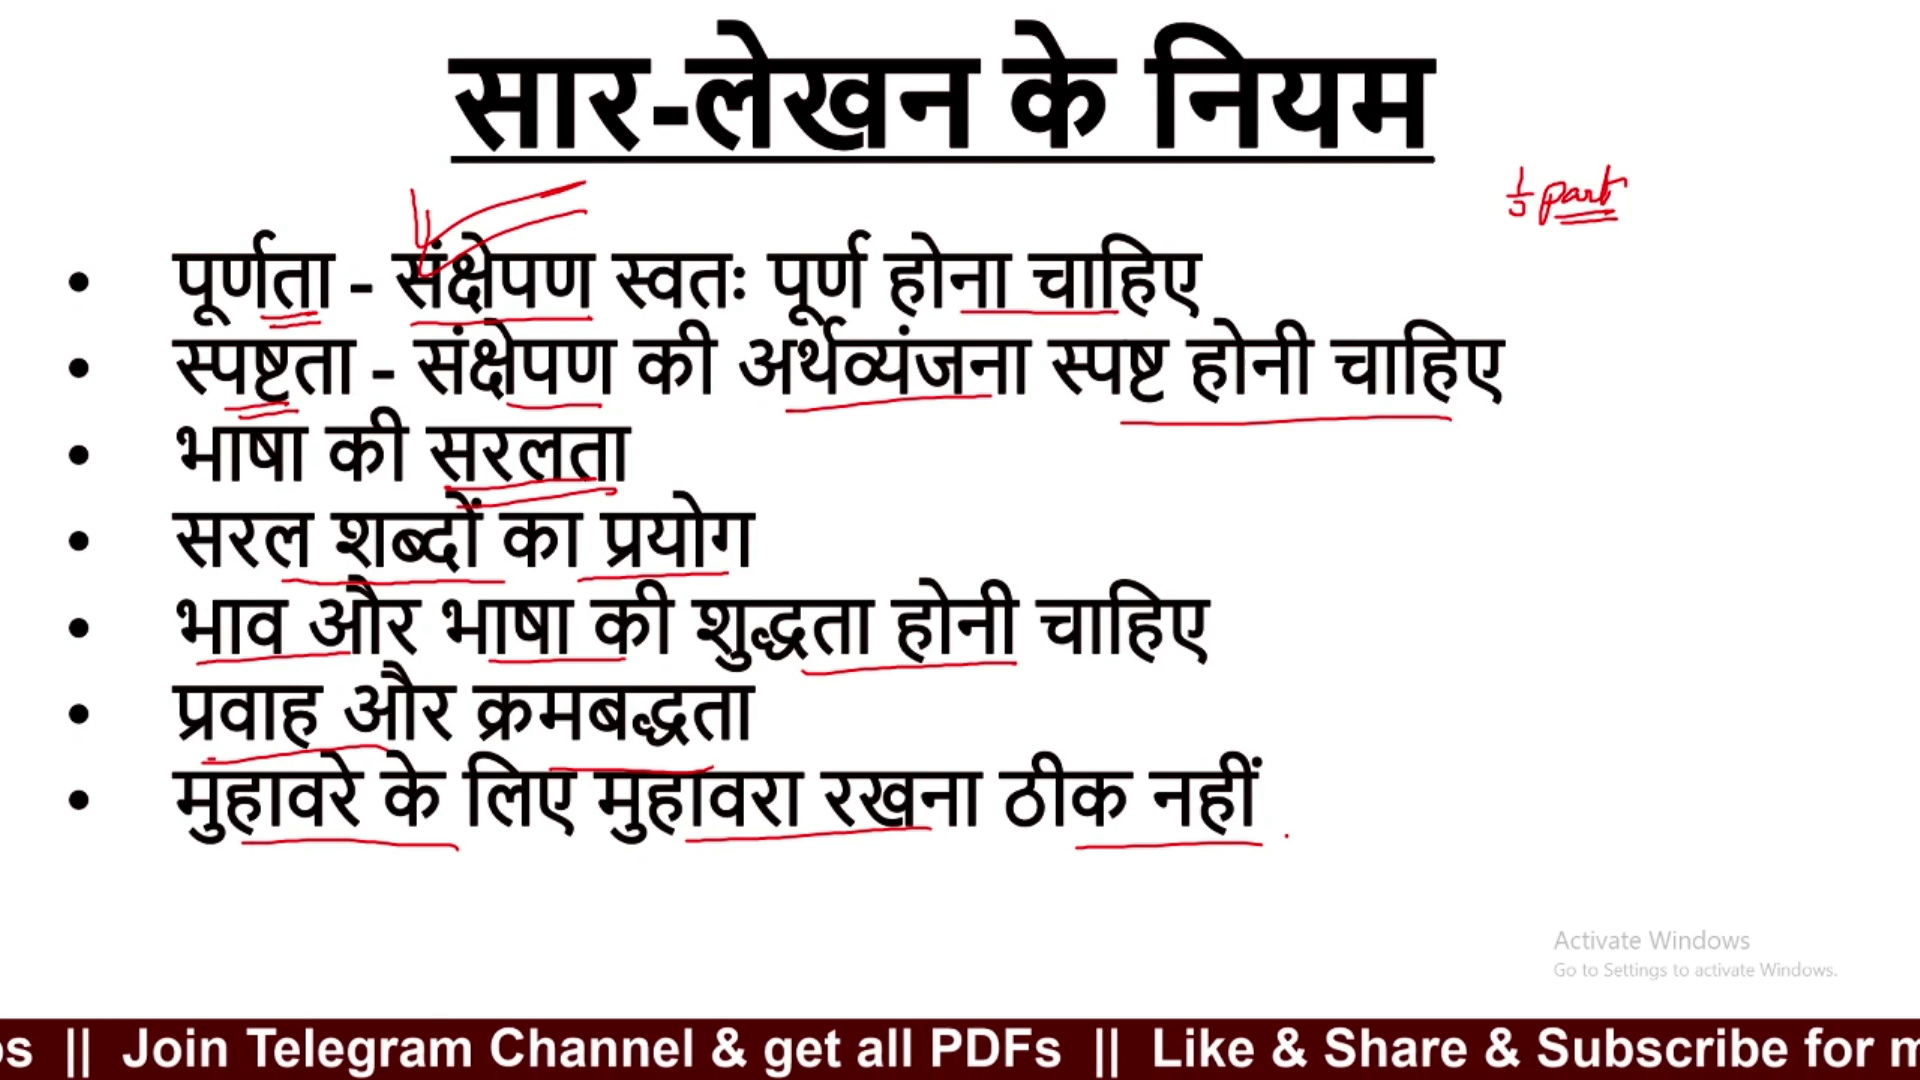 सार-लेखन के नियम
1/3 part
• पूर्णता - संक्षेपण स्वतः पूर्ण होना चाहिए
• स्पष्टता - संक्षेपण की अर्थव्यंजना स्पष्ट होनी चाहिए
• भाषा की सरलता
• सरल शब्दों का प्रयोग
• भाव और भाषा की शुद्धता होनी चाहिए
• प्रवाह और क्रमबद्धता
• मुहावरे के लिए मुहावरा रखना ठीक नहीं
Activate Windows
Go to Settings to activate Windows.
|| Join Telegram Channel & get all PDFs || Like & Share & Subscribe for